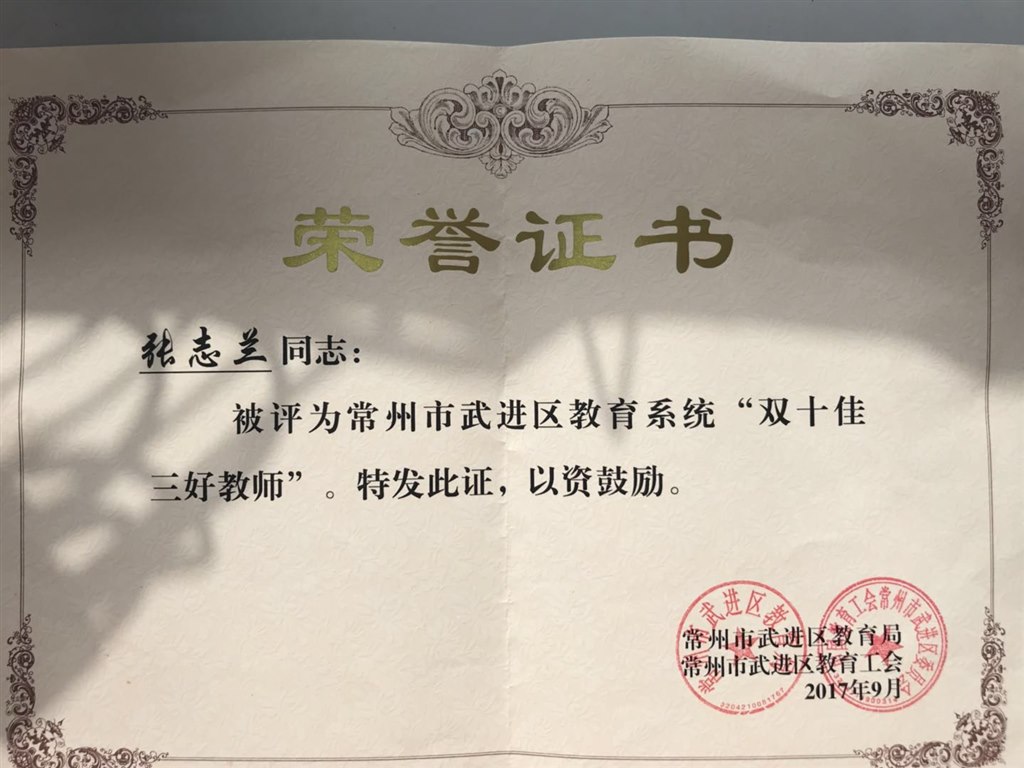 荣誉证书
张志兰同志：
被评为常州市武进区教育系统“双十佳
三好教师”。特发此证，以资鼓励。
常州市武进区教育局
常州市武进区教育工会
2017年9月